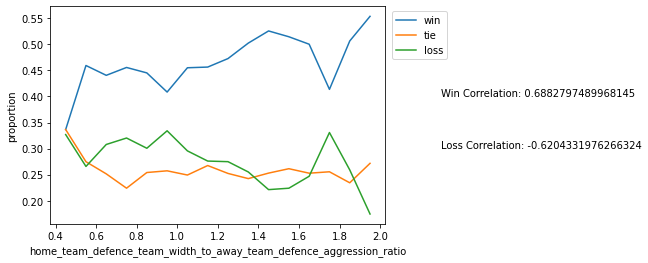 0.55
0.50
0.45
0.40
0.35
0.30
0.25
0.20
proportion
0.4 0.6 0.8 1.0 1.2 1.4 1.6 1.8 2.0
home_team_defence_team_width_to_away_team_defence_aggression_ratio
win
tie
loss
Win Correlation: 0.6882797489968145
Loss Correlation: -0.6204331976266324